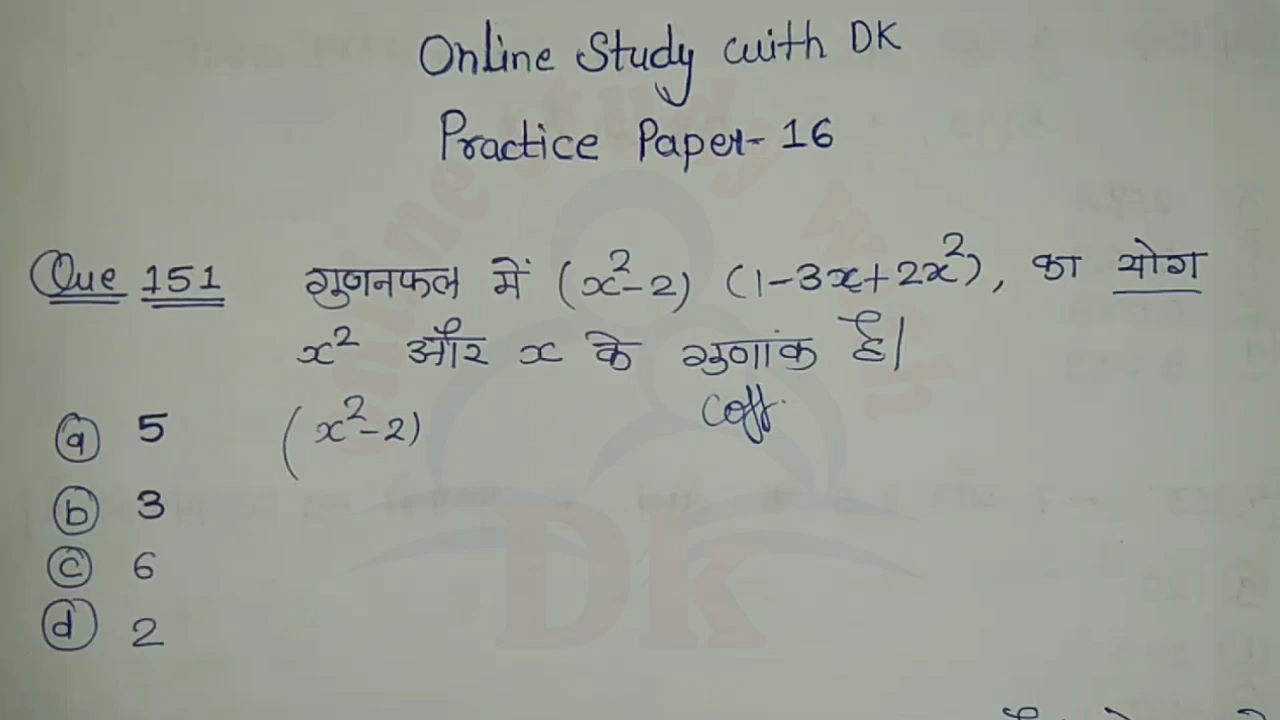 Online Study with DK
Practice Paper-16
Que 151 गुणनफल में (x²-2) (1-3x+2x²), का योग
x² और x के गुणांक है।
Coff.
(a) 5 (x²-2)
(b) 3
(c) 6
(d) 2